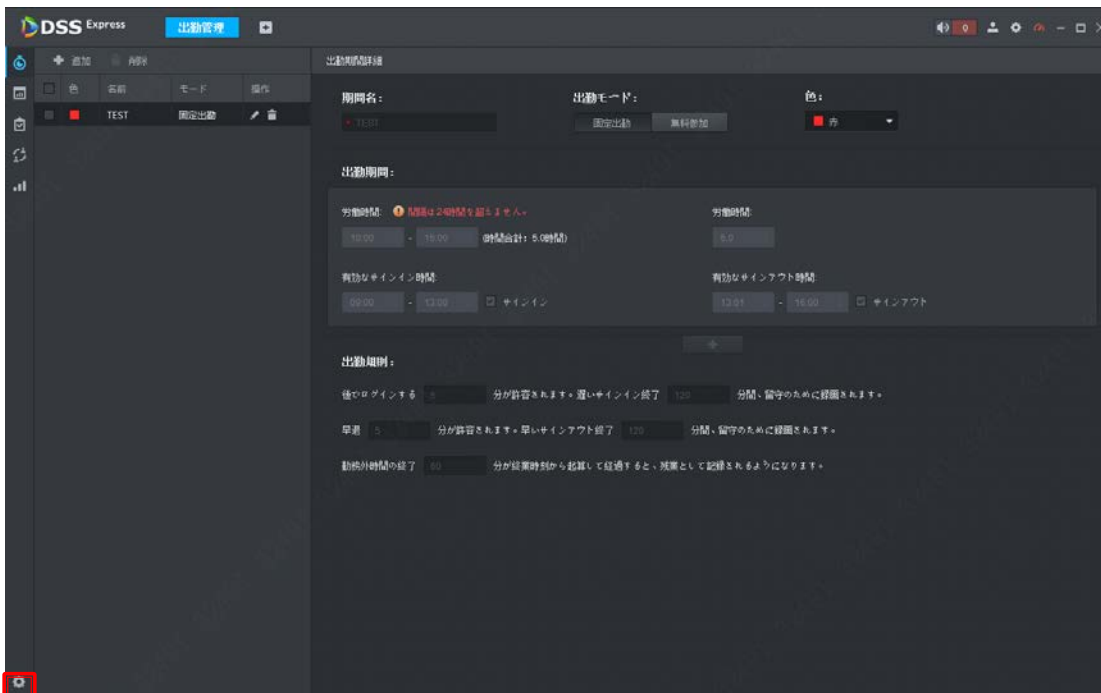 DSS Express 出勤管理 0
追加 削除 出勤期間詳細
色 名前 モード 操作
TEST 固定出勤
期間名: 出勤モード: 色:
* TEST 固定出勤 無料参加 赤
出勤期間:
労働時間: 間隔は24時間を超えません。 労働時間:
10:00 - 15:00 (時間合計: 5.0時間) 5.0
有効なサインイン時間: 有効なサインアウト時間:
09:00 - 13:00 サインイン 13:01 - 16:00 サインアウト
出勤規則:
後でログインする 5 分が許容されます。遅いサインイン終了 120 分間、留守のために録画されます。
早退 5 分が許容されます。早いサインアウト終了 120 分間、留守のために録画されます。
勤務外時間の終了 60 分が終業時刻から起算して経過すると、残業として記録されるようになります。